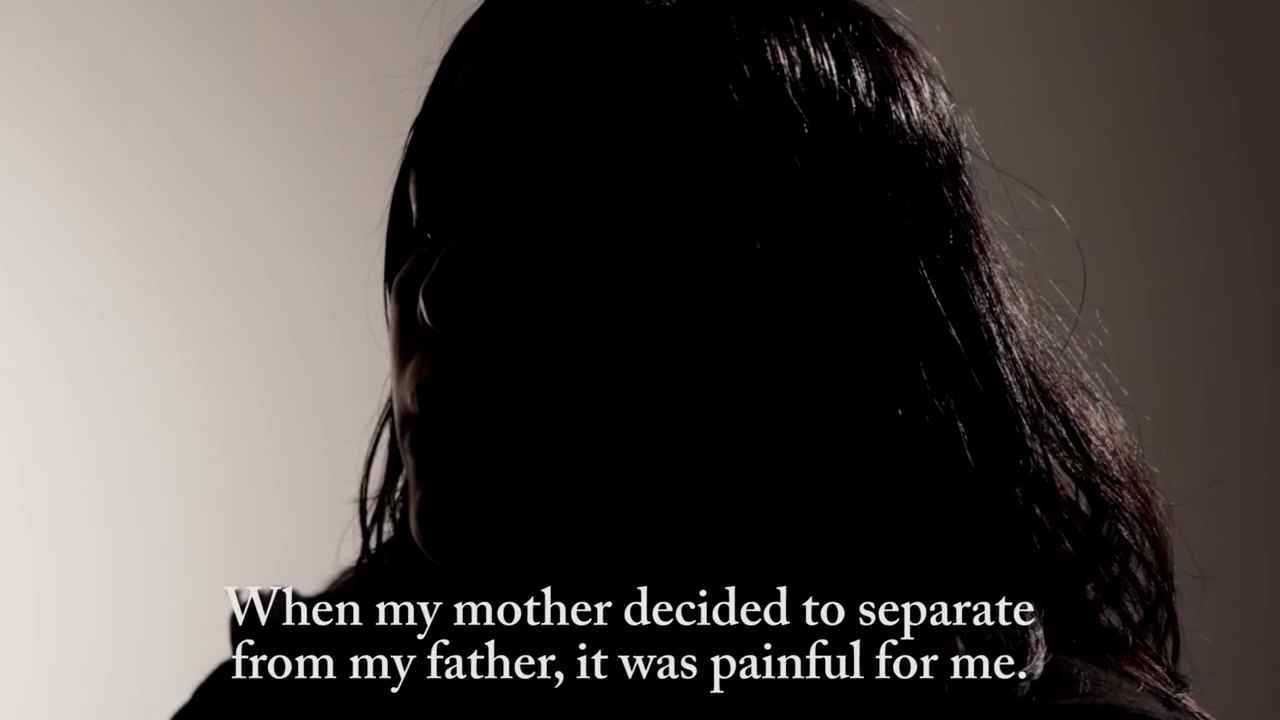 When my mother decided to separate
from my father, it was painful for me.